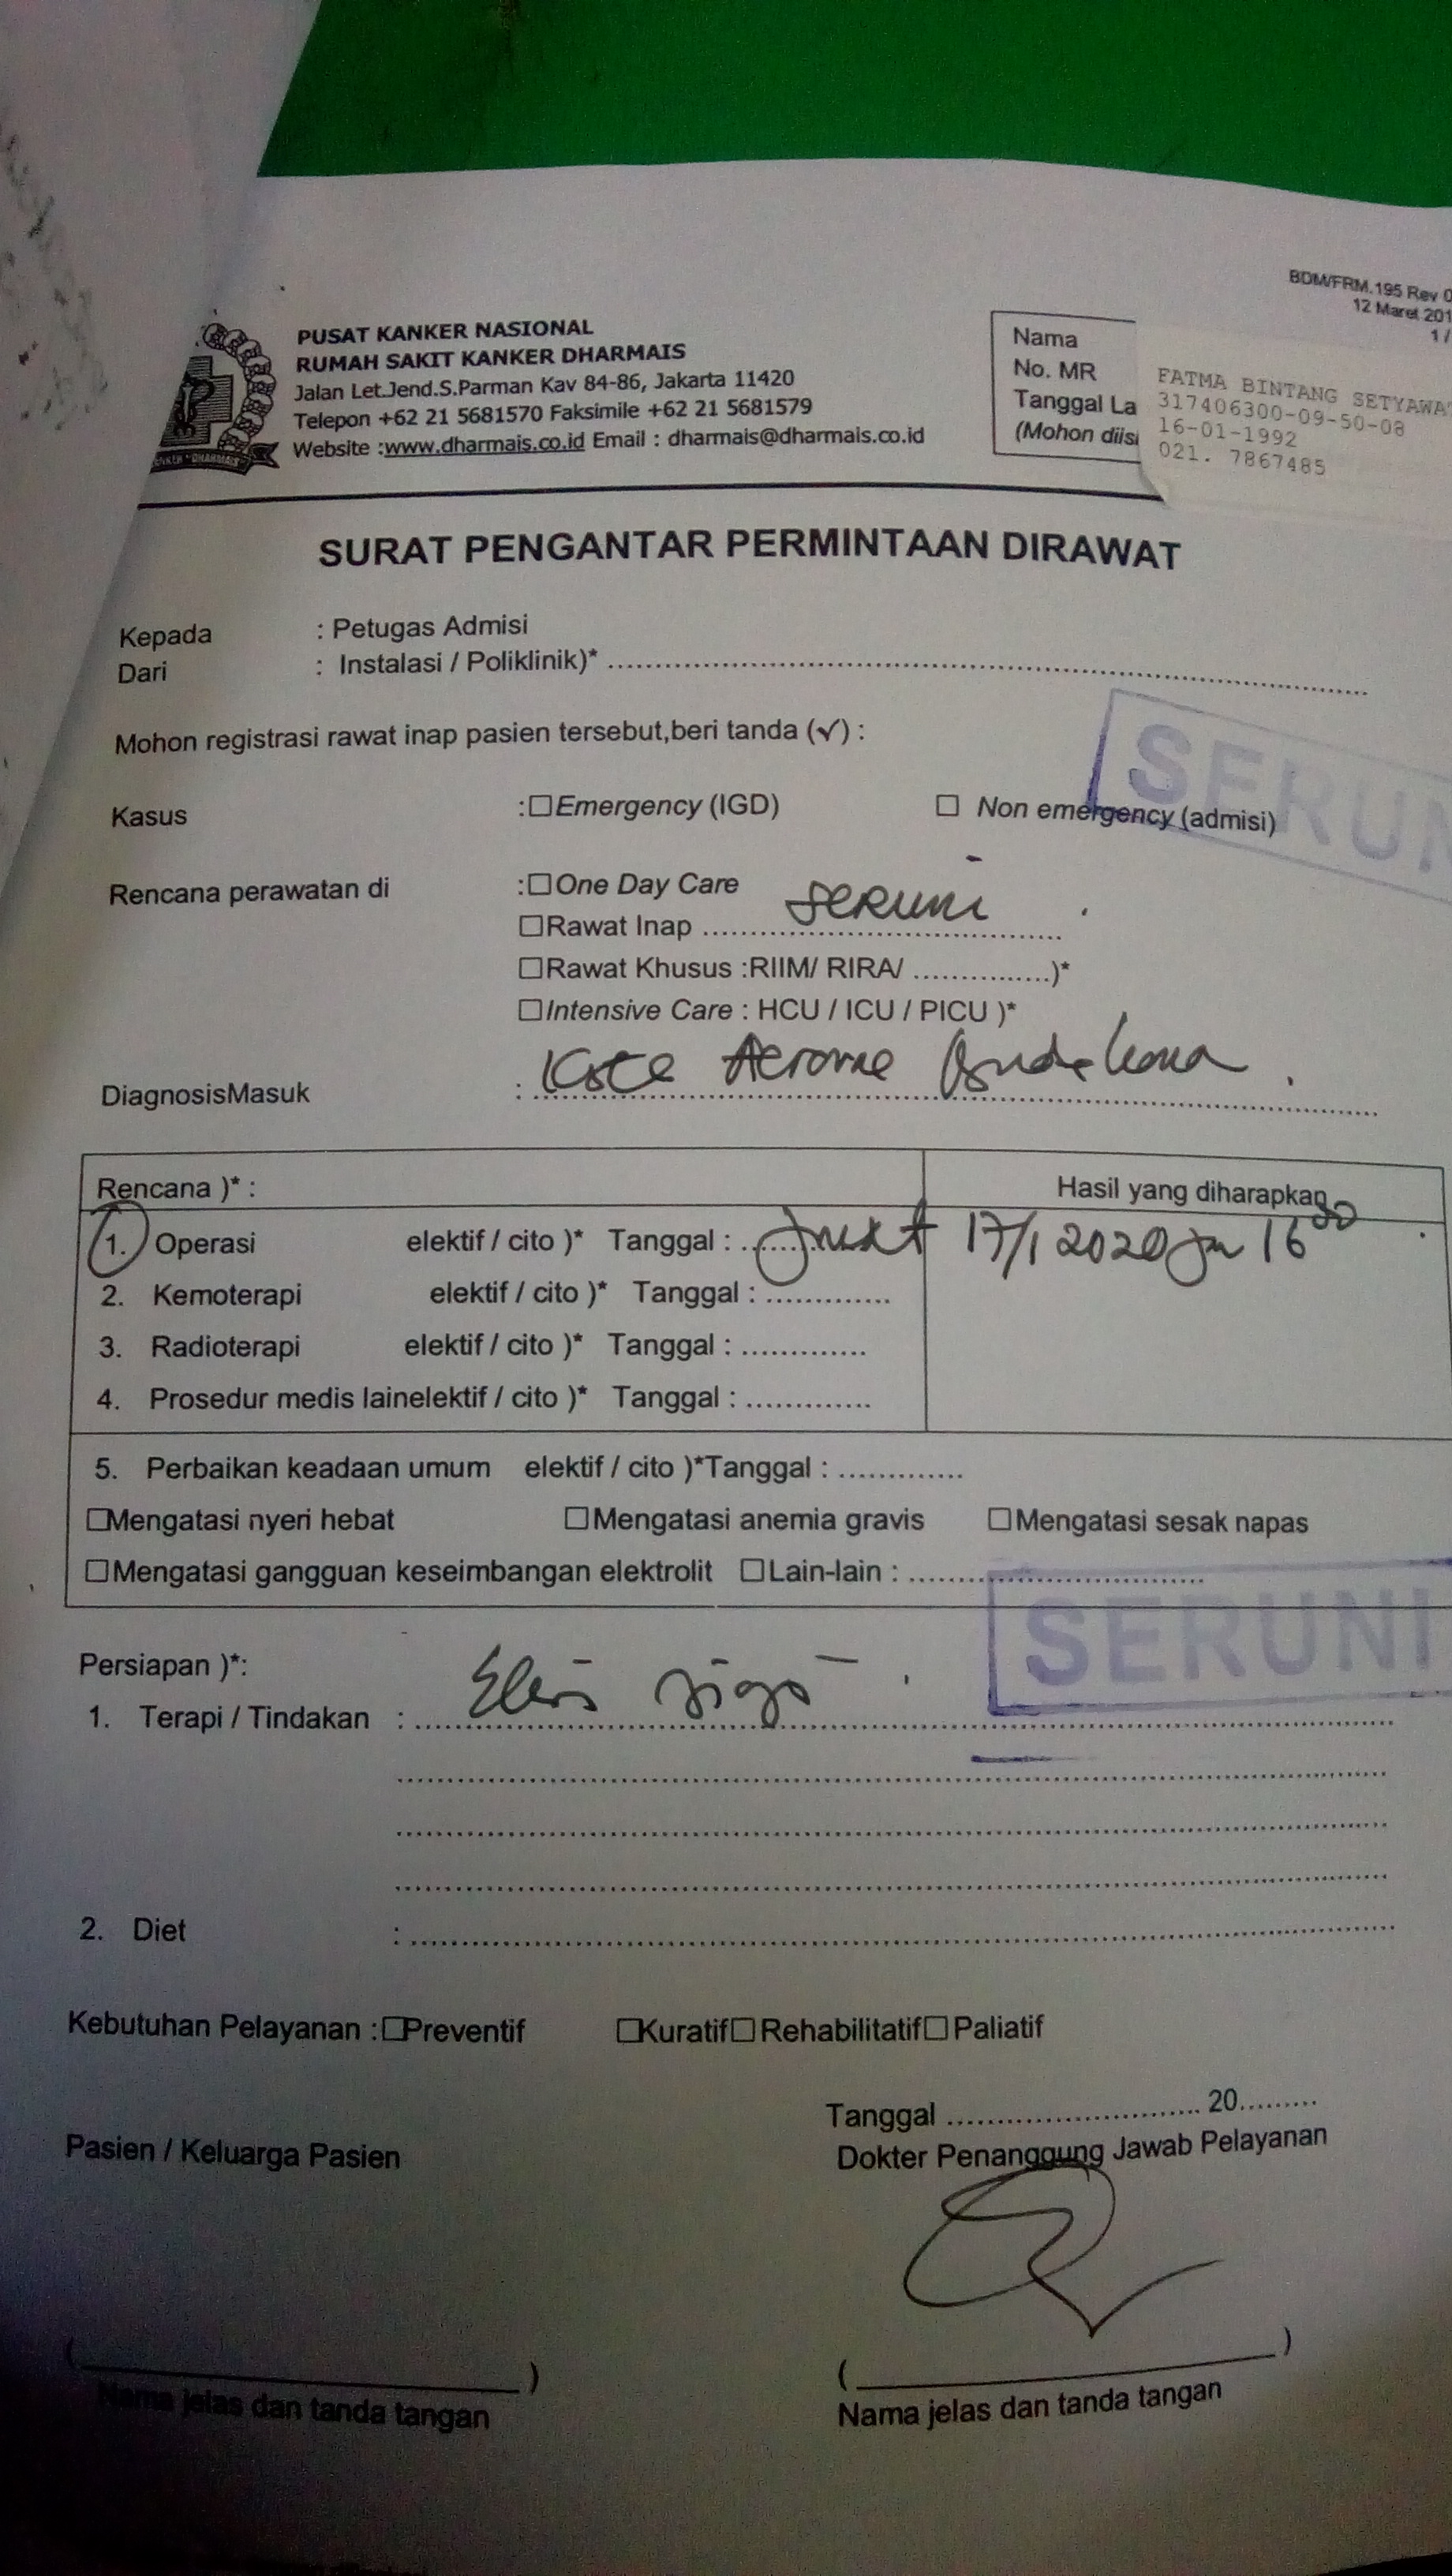 BDM/FRM.195 Rev 0
12 Maret 201
1 /
PUSAT KANKER NASIONAL
RUMAH SAKIT KANKER DHARMAIS
Jalan Let.Jend.S.Parman Kav 84-86, Jakarta 11420
Telepon +62 21 5681570 Faksimile +62 21 5681579
Website :www.dharmais.co.id Email : dharmais@dharmais.co.id
Nama
No. MR
Tanggal La
(Mohon diisi
FATMA BINTANG SETYAWA
317406300-09-50-08
16-01-1992
021. 7867485
SURAT PENGANTAR PERMINTAAN DIRAWAT
Kepada : Petugas Admisi
Dari : Instalasi / Poliklinik)* ........................
Mohon registrasi rawat inap pasien tersebut,beri tanda (√) :
SERUN
Kasus :☐Emergency (IGD) ☐ Non emergency (admisi)
Rencana perawatan di :☐One Day Care
☐Rawat Inap ..... Seruni
☐Rawat Khusus :RIIM/ RIRA/ ...............)*
☐Intensive Care : HCU / ICU / PICU )*
DiagnosisMasuk :
Rencana )* : Hasil yang diharapkan
1. Operasi elektif / cito )* Tanggal : Jumat 17/1 2020 16 00
2. Kemoterapi elektif / cito )* Tanggal : .............
3. Radioterapi elektif / cito )* Tanggal : .............
4. Prosedur medis lainelektif / cito )* Tanggal : .............
5. Perbaikan keadaan umum elektif / cito )*Tanggal : .............
☐Mengatasi nyeri hebat ☐Mengatasi anemia gravis ☐Mengatasi sesak napas
☐Mengatasi gangguan keseimbangan elektrolit ☐Lain-lain : ..............................
SERUNI
Persiapan )*:
1. Terapi / Tindakan :
2. Diet :
Kebutuhan Pelayanan :☐Preventif ☐Kuratif☐ Rehabilitatif☐ Paliatif
Tanggal ........................... 20.........
Pasien / Keluarga Pasien Dokter Penanggung Jawab Pelayanan
( ) ( )
Nama jelas dan tanda tangan Nama jelas dan tanda tangan